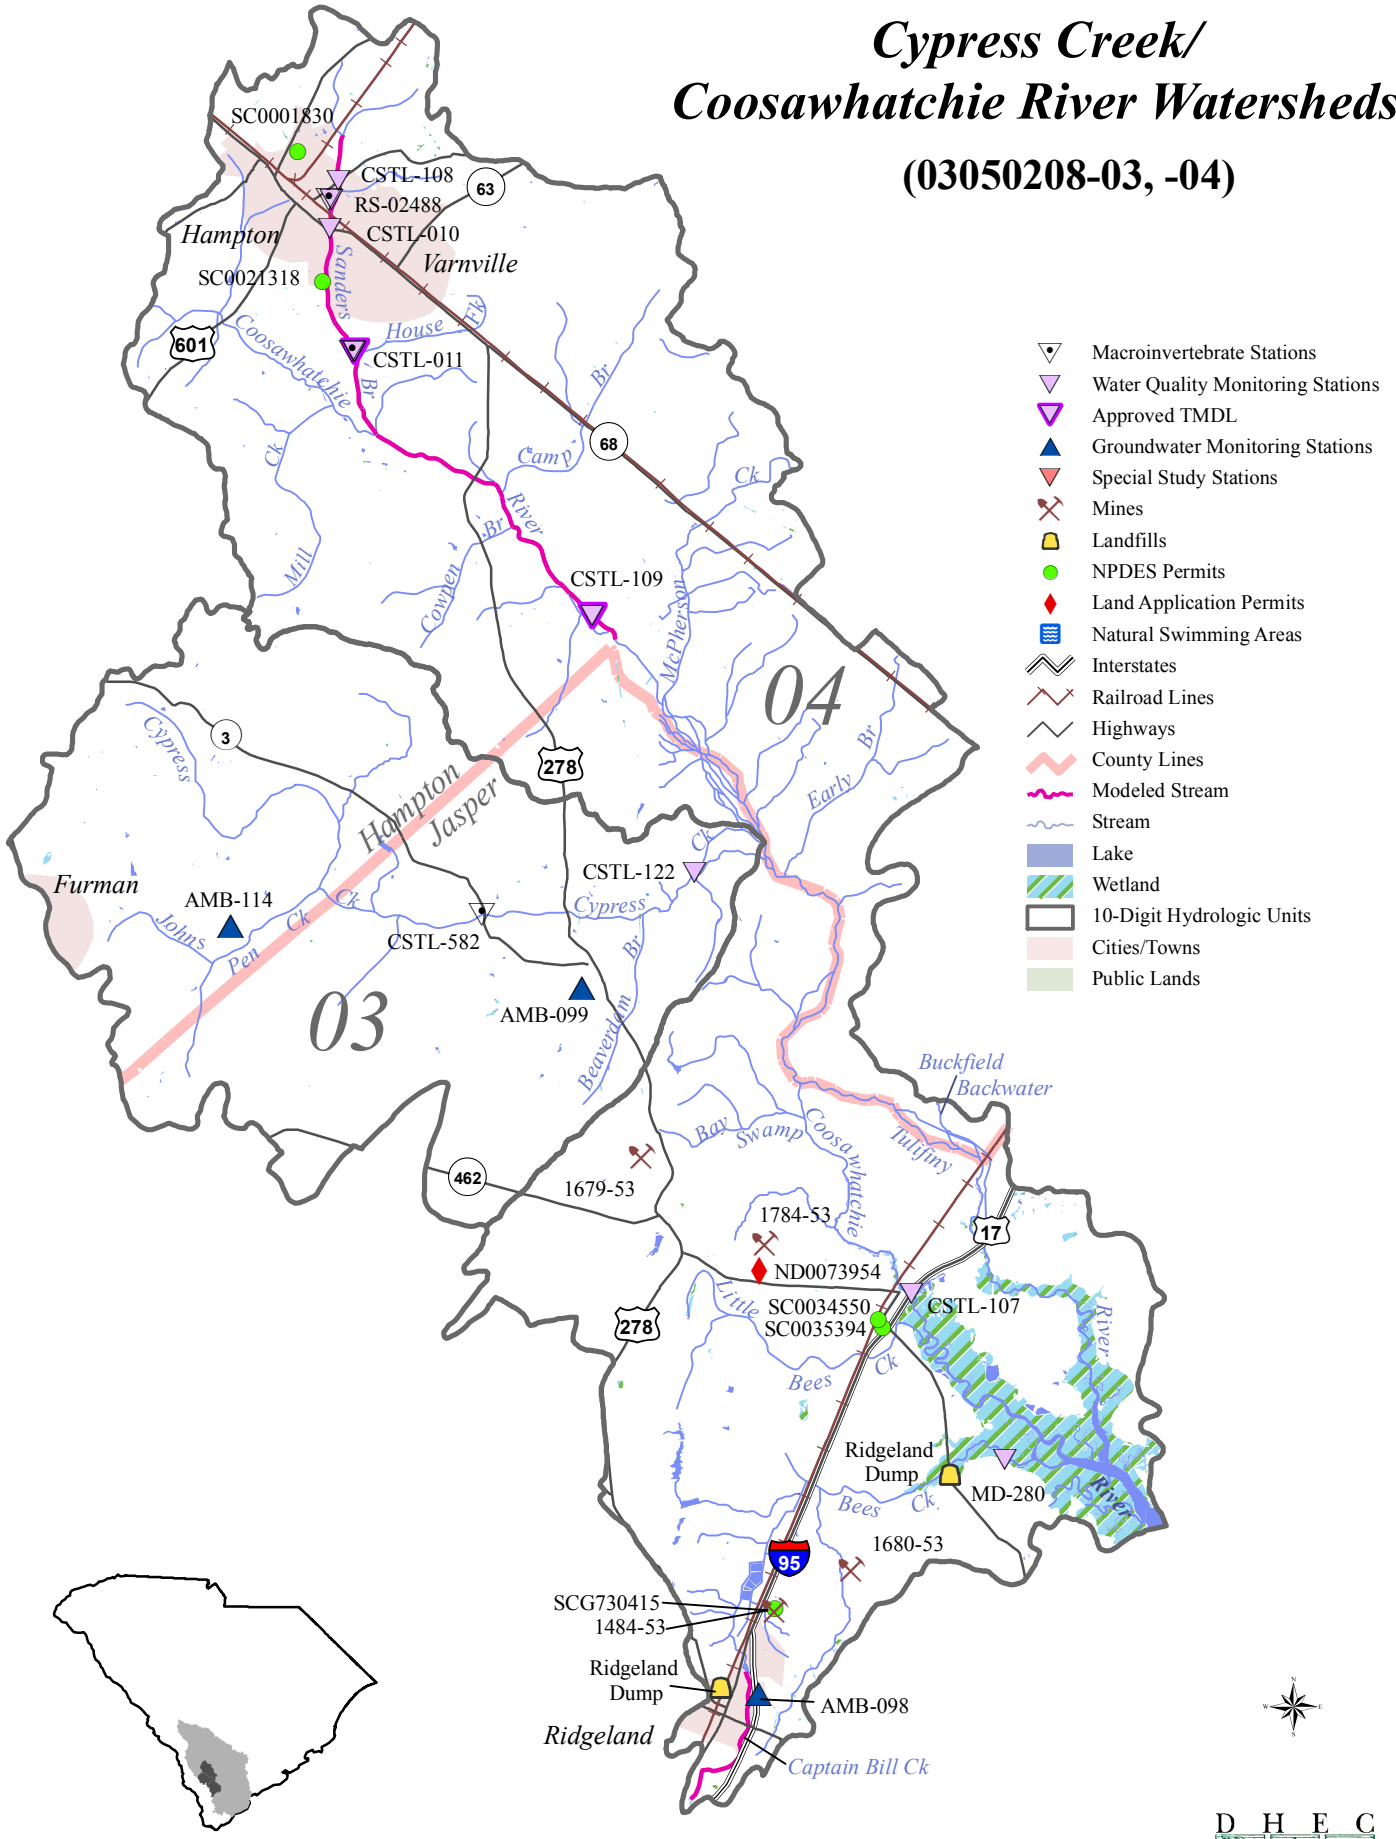 Cypress Creek/
Coosawhatchie River Watersheds
(03050208-03, -04)
SC0001830
CSTL-108
63
RS-02488
Hampton
CSTL-010
Varnville
SC0021318
Sanders
House Fk
601
Coosawhatchie
CSTL-011
Br
Br
68
Ck
Camp
Ck
River
Br
Mill
Cowpen
CSTL-109
McPherson
04
3
Cypress
278
Br
Early
Hampton
Jasper
Ck
CSTL-122
Furman
AMB-114
Ck
Cypress
Johns
Ck
CSTL-582
Br
Pen
03
AMB-099
Beaverdam
Buckfield
Backwater
Bay Swamp
Coosawhatchie
Tulifiny
462
1679-53
1784-53
17
ND0073954
Little
SC0034550
CSTL-107
SC0035394
River
278
Bees
Ck
Ridgeland
Dump
MD-280
River
Bees
Ck
1680-53
95
SCG730415
1484-53
Ridgeland
Dump
AMB-098
Ridgeland
Captain Bill Ck
Macroinvertebrate Stations
Water Quality Monitoring Stations
Approved TMDL
Groundwater Monitoring Stations
Special Study Stations
Mines
Landfills
NPDES Permits
Land Application Permits
Natural Swimming Areas
Interstates
Railroad Lines
Highways
County Lines
Modeled Stream
Stream
Lake
Wetland
10-Digit Hydrologic Units
Cities/Towns
Public Lands
N
W E
S
D H E C